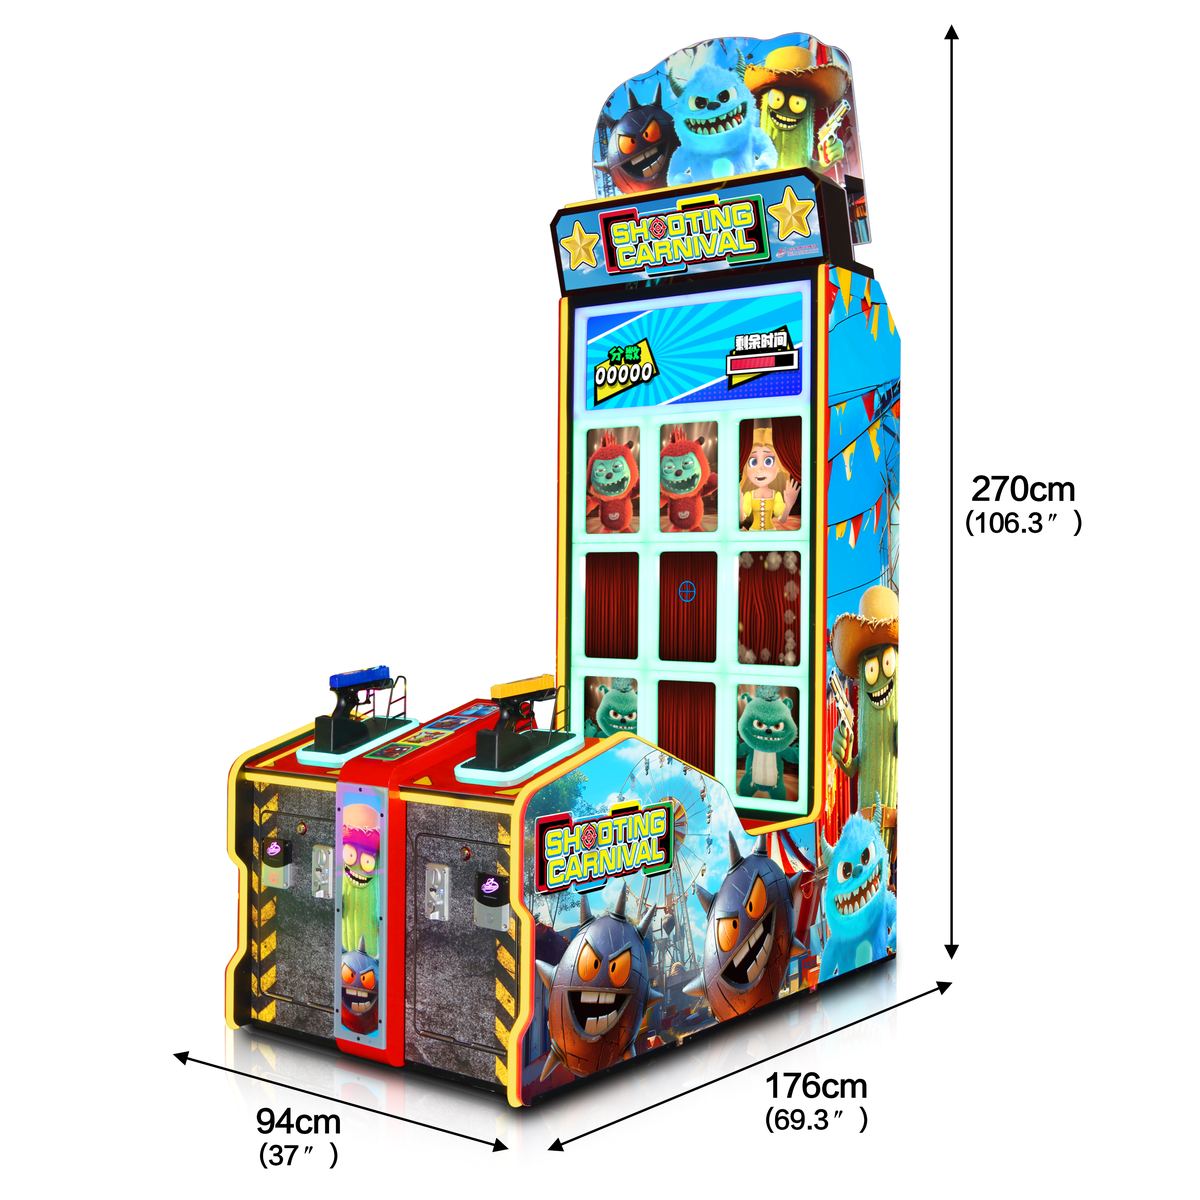 SHOOTING
CARNIVAL
分数
00000
剩余时间
270cm
(106.3″)
SHOOTING
CARNIVAL
176cm
(69.3″)
94cm
(37″)